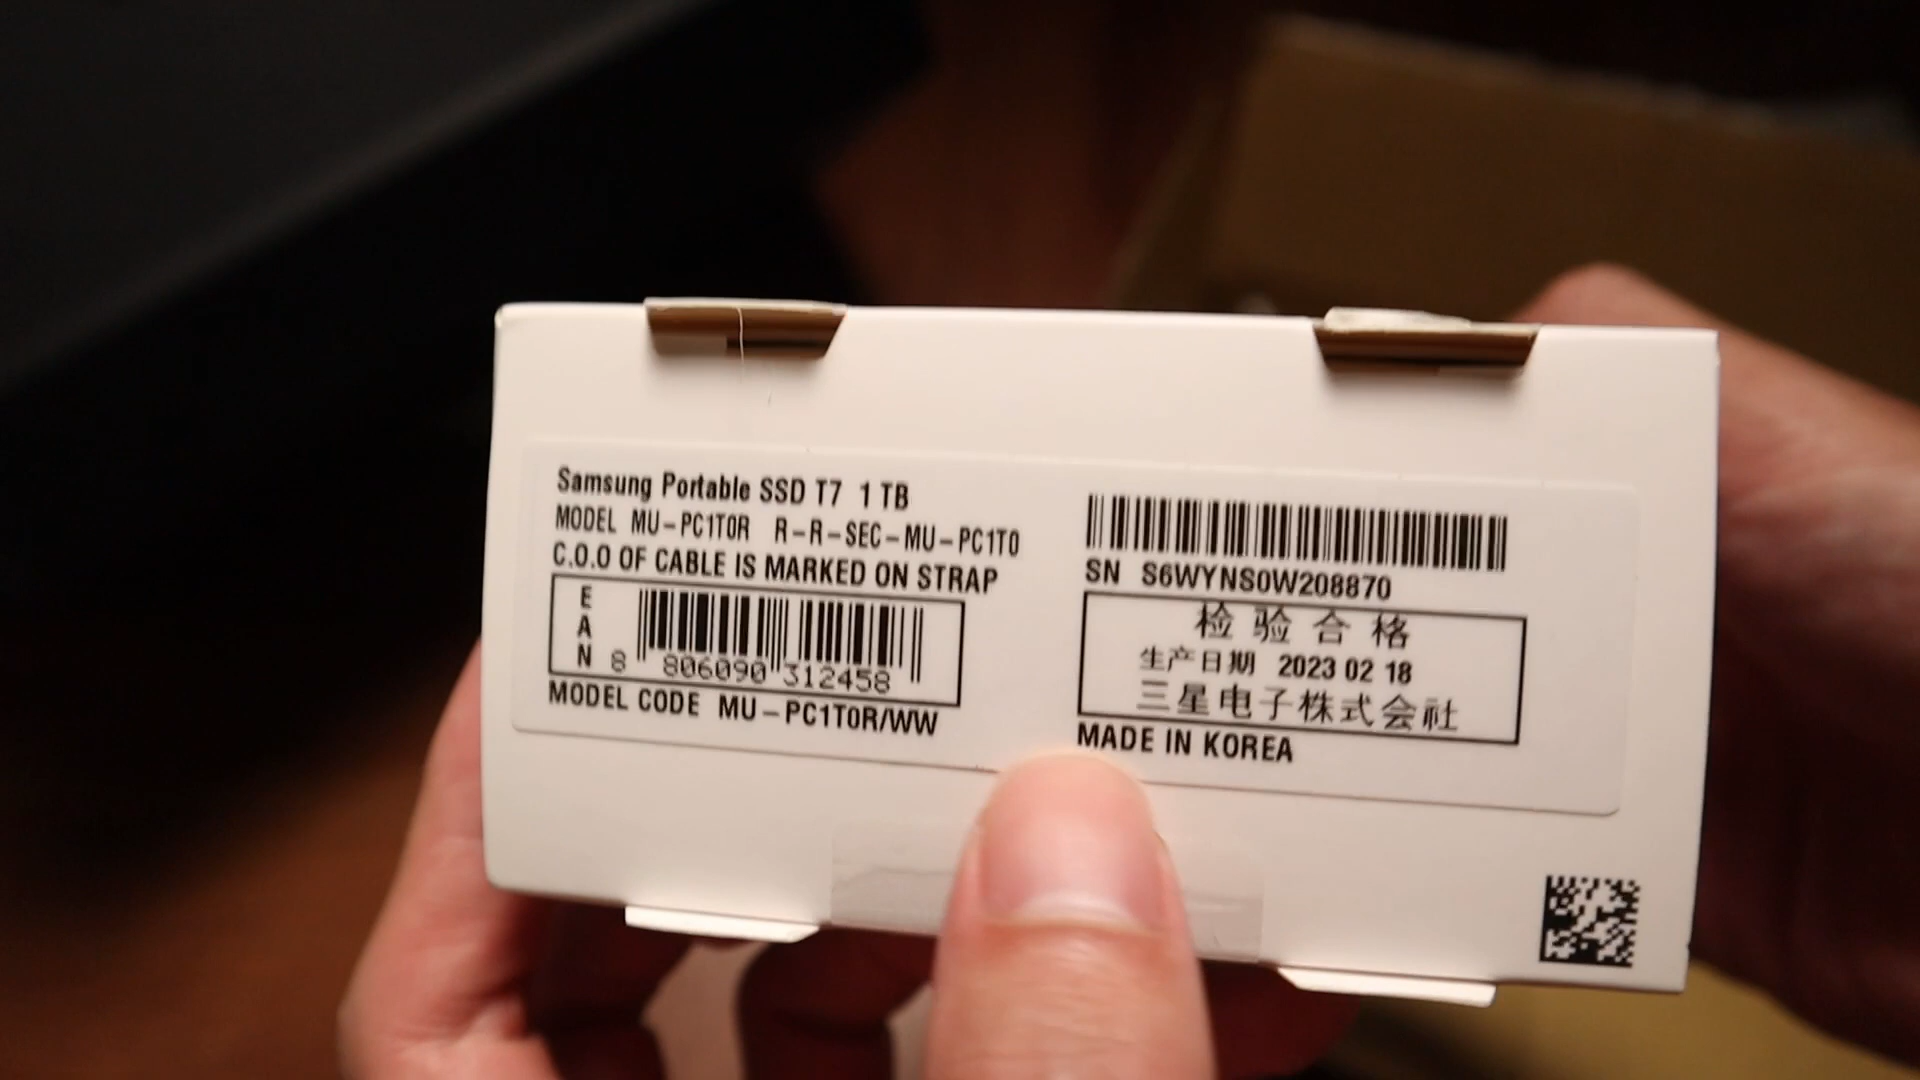 Samsung Portable SSD T7 1 TB
MODEL MU-PC1T0R R-R-SEC-MU-PC1T0
C.O.O OF CABLE IS MARKED ON STRAP
EAN
8 806090 312458
MODEL CODE MU-PC1T0R/WW
SN S6WYNS0W208870
检验合格
生产日期 2023 02 18
三星电子株式会社
MADE IN KOREA